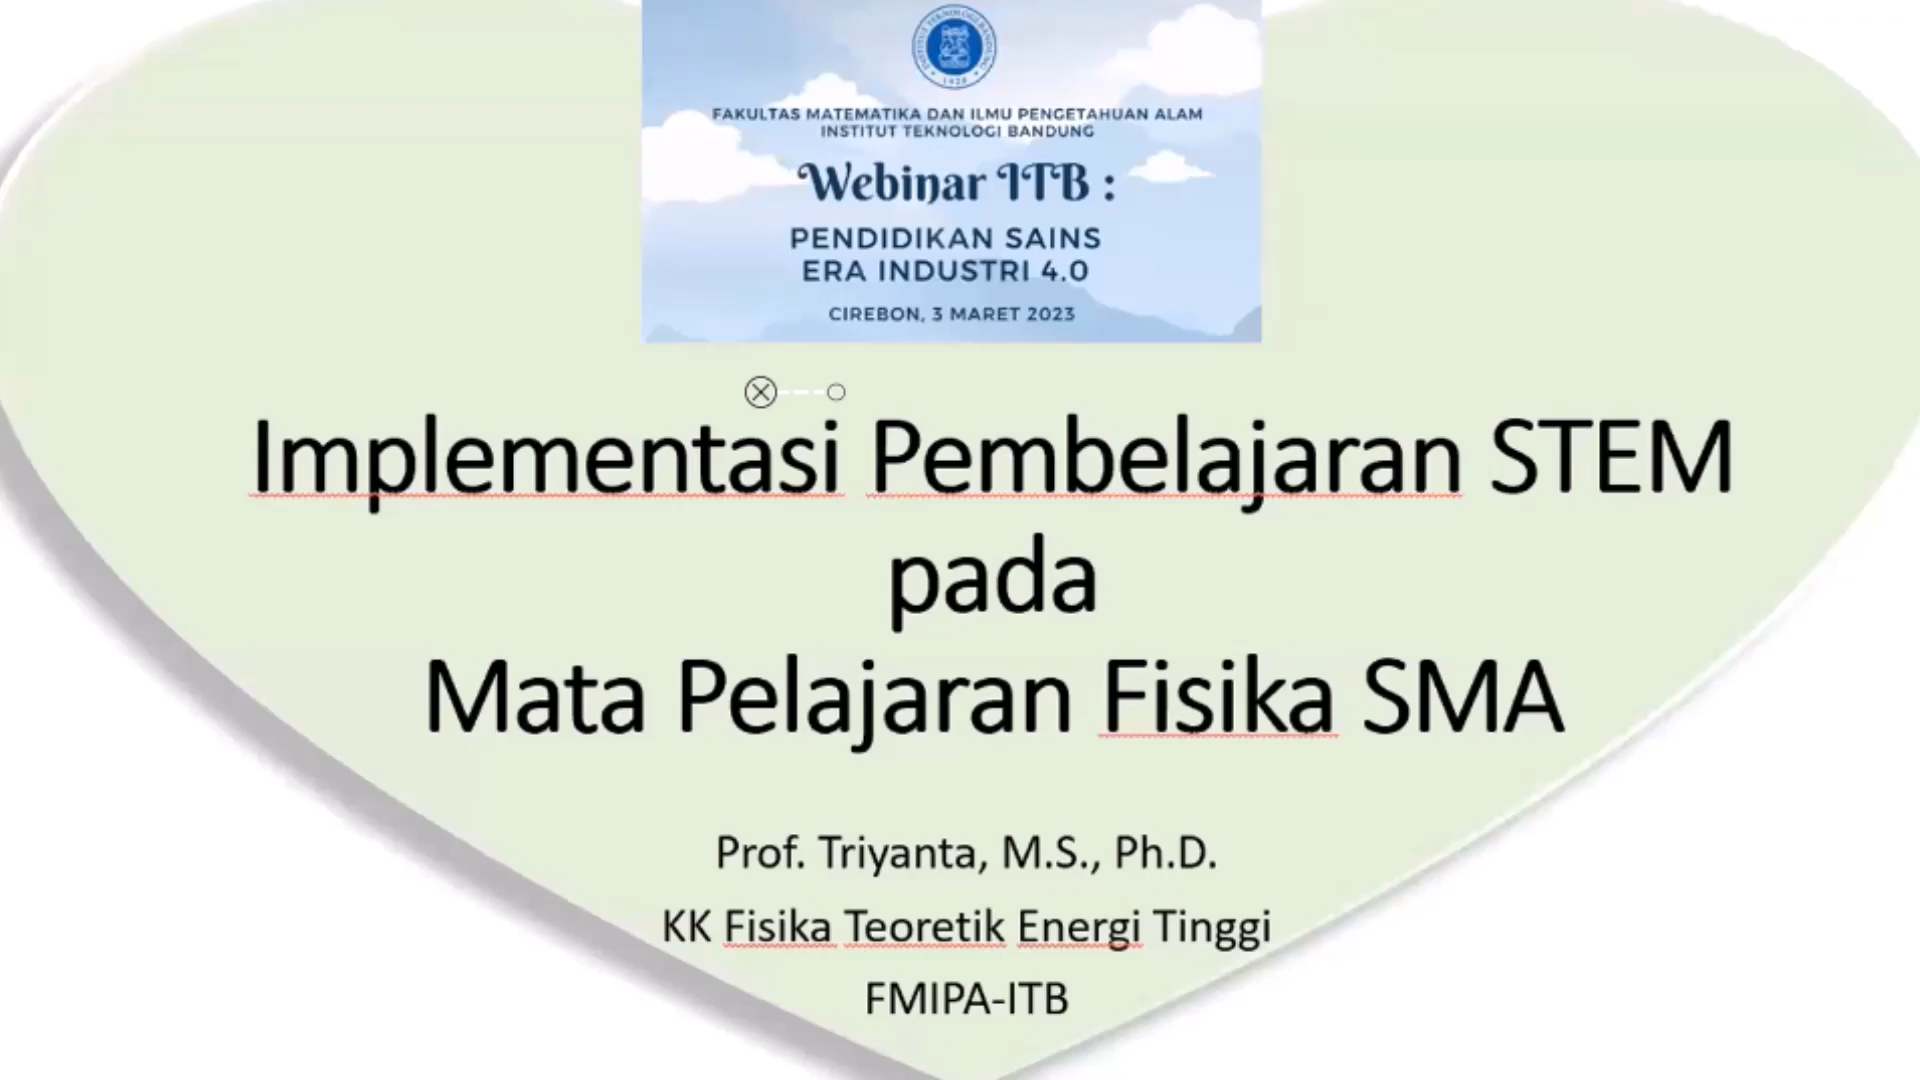 FAKULTAS MATEMATIKA DAN ILMU PENGETAHUAN ALAM
INSTITUT TEKNOLOGI BANDUNG
Webinar ITB :
PENDIDIKAN SAINS
ERA INDUSTRI 4.0
CIREBON, 3 MARET 2023
Implementasi Pembelajaran STEM
pada
Mata Pelajaran Fisika SMA
Prof. Triyanta, M.S., Ph.D.
KK Fisika Teoretik Energi Tinggi
FMIPA-ITB